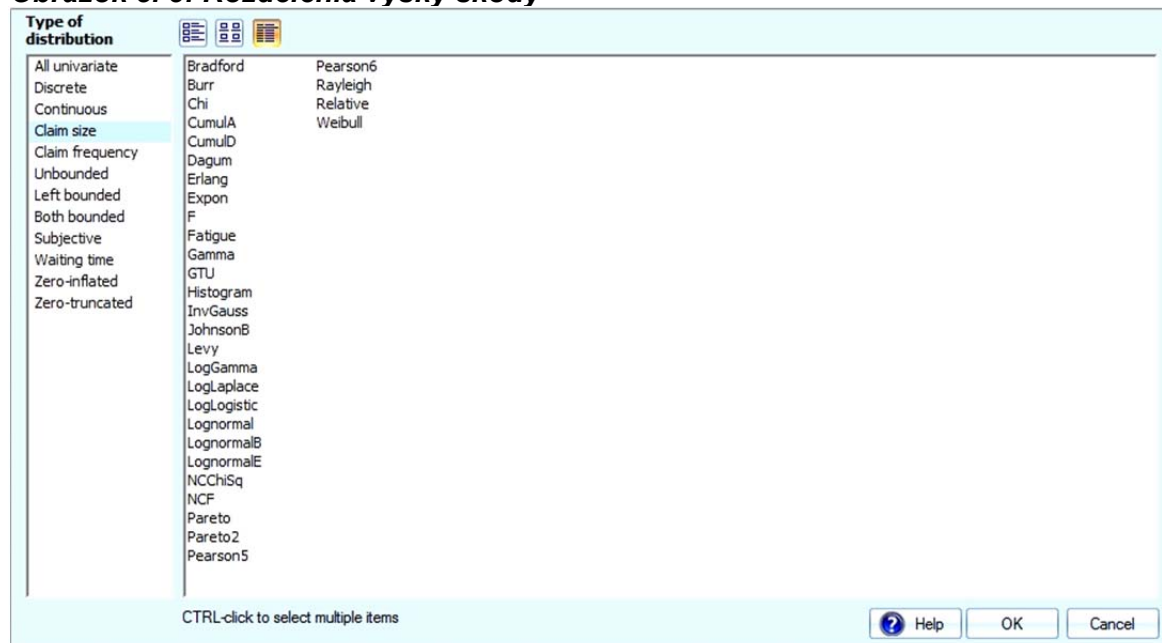 Type of
distribution
All univariate
Discrete
Continuous
Claim size
Claim frequency
Unbounded
Left bounded
Both bounded
Subjective
Waiting time
Zero-inflated
Zero-truncated
Bradford
Burr
Chi
CumulA
CumulD
Dagum
Erlang
Expon
F
Fatigue
Gamma
GTU
Histogram
InvGauss
JohnsonB
Levy
LogGamma
LogLaplace
LogLogistic
Lognormal
LognormalB
LognormalE
NCChiSq
NCF
Pareto
Pareto2
Pearson5
Pearson6
Rayleigh
Relative
Weibull
CTRL-click to select multiple items
Help
OK
Cancel